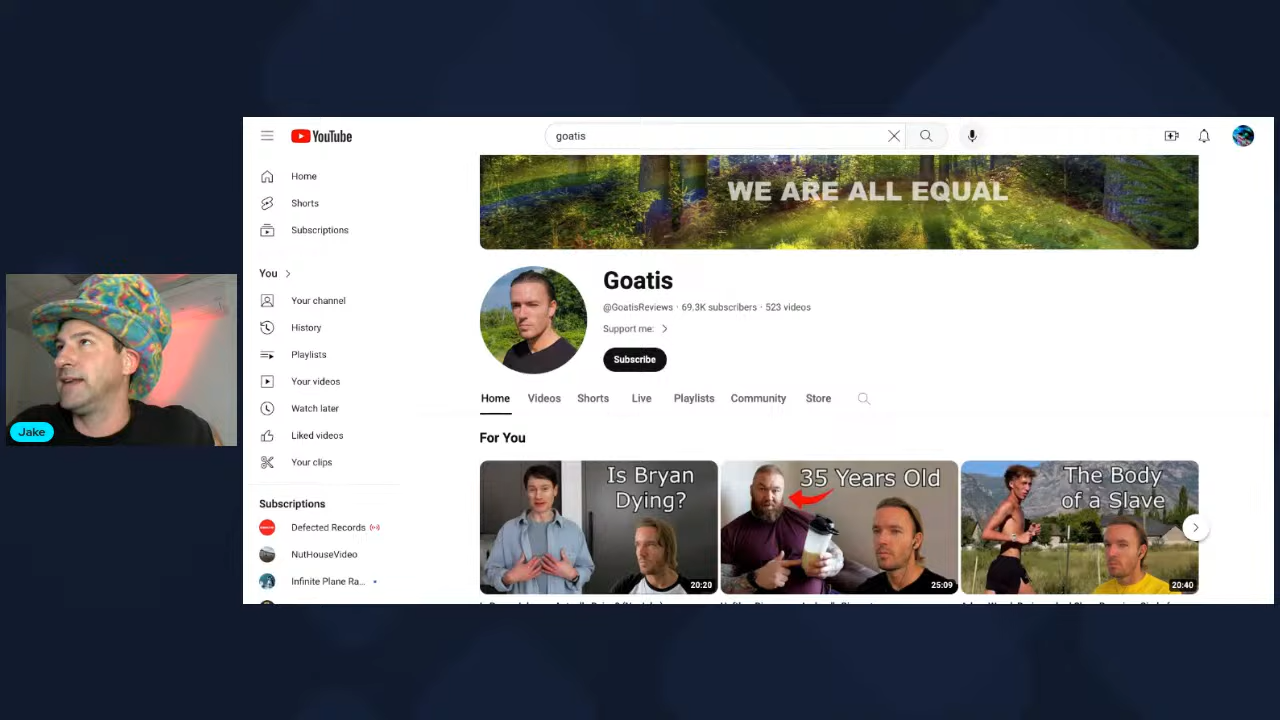 YouTube
goatis
Home
Shorts
Subscriptions
You
Your channel
History
Playlists
Your videos
Watch later
Liked videos
Your clips
Subscriptions
Defected Records
NutHouseVideo
Infinite Plane Ra...
WE ARE ALL EQUAL
Goatis
@GoatisReviews · 69.3K subscribers · 523 videos
Support me:
Subscribe
Home Videos Shorts Live Playlists Community Store
For You
Is Bryan
Dying?
20:20
35 Years Old
25:09
The Body
of a Slave
20:40
Jake